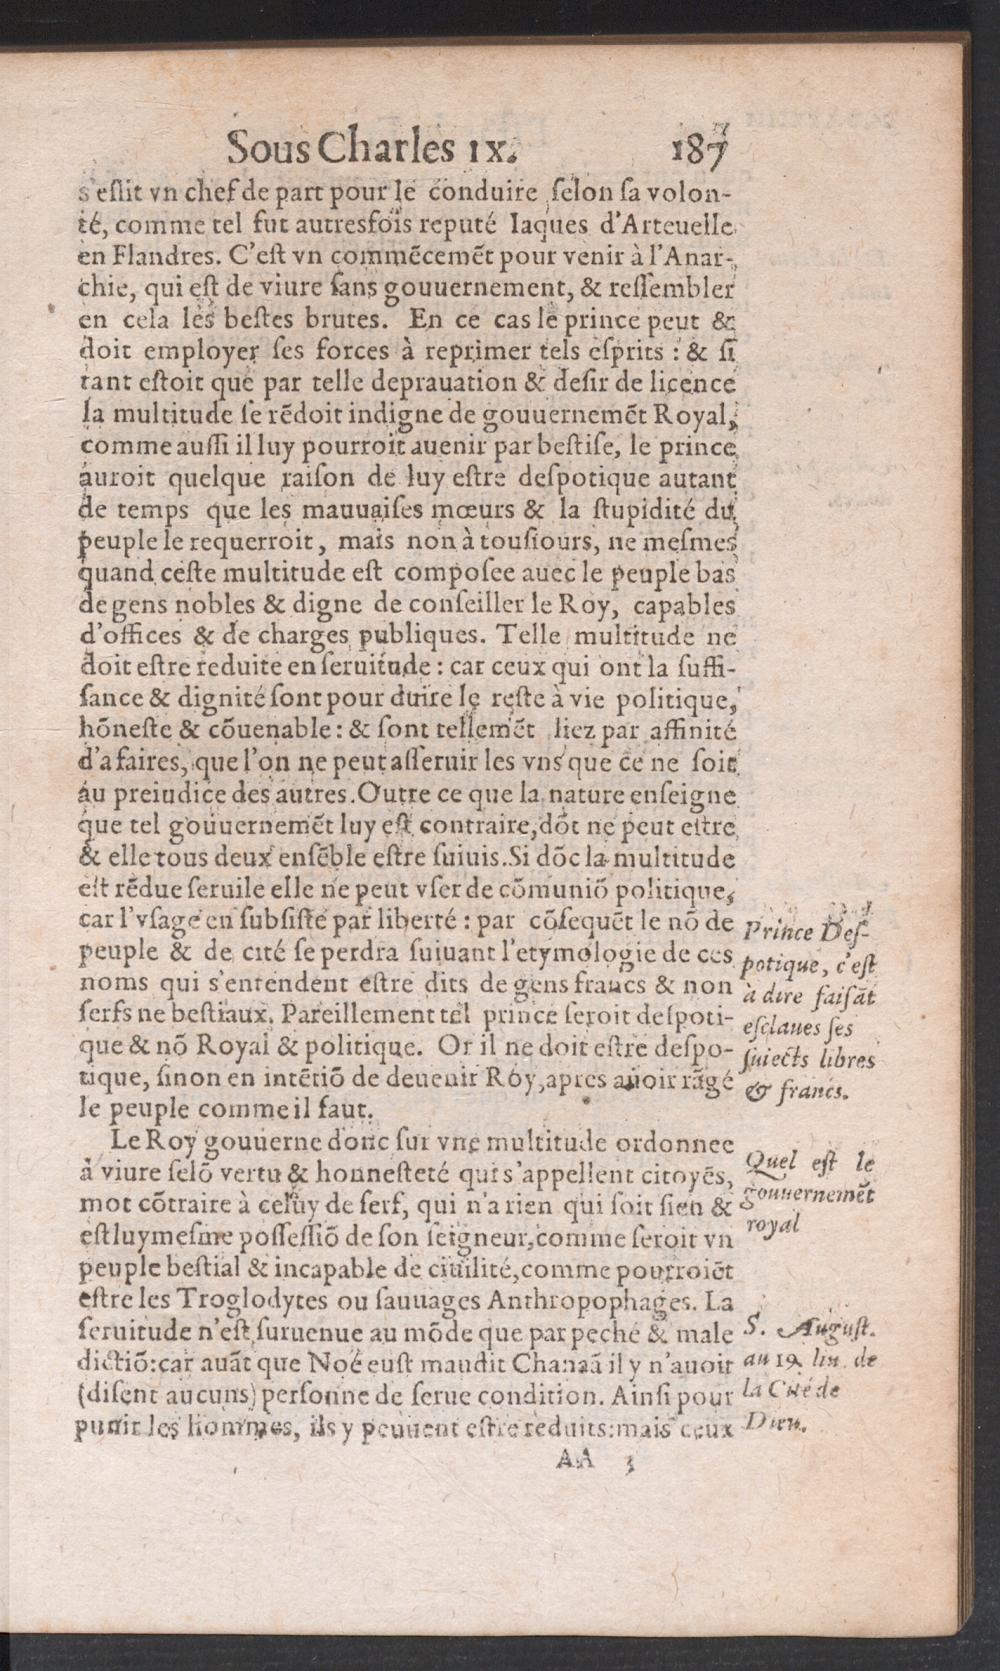 Sous Charles IX. 187
s'eslit vn chef de part pour le conduire selon sa volon-
té, comme tel fut autresfois reputé Iaques d'Arteuelle
en Flandres. C'est vn commẽcemẽt pour venir à l'Anar-
chie, qui est de viure sans gouuernement, & ressembler
en cela les bestes brutes. En ce cas le prince peut &
doit employer ses forces à reprimer tels esprits : & si
tant estoit que par telle deprauation & desir de licence
la multitude se rẽdoit indigne de gouuernemẽt Royal,
comme aussi il luy pourroit auenir par bestise, le prince
auroit quelque raison de luy estre despotique autant
de temps que les mauuaises mœurs & la stupidité du
peuple le requerroit, mais non à tousiours, ne mesmes
quand ceste multitude est composee auec le peuple bas
de gens nobles & digne de conseiller le Roy, capables
d'offices & de charges publiques. Telle multitude ne
doit estre reduite en seruitude : car ceux qui ont la suffi-
sance & dignité sont pour duire le reste à vie politique,
hõneste & cõuenable: & sont tellemẽt liez par affinité
d'afaires, que l'on ne peut asseruir les vns que ce ne soit
au preiudice des autres. Outre ce que la nature enseigne
que tel gouuernemẽt luy est contraire, dõt ne peut estre
& elle tous deux ensẽble estre suiuis. Si dõc la multitude
est rẽdue seruile elle ne peut vser de cõmuniõ politique,
car l'vsage en subsiste par liberté : par cõsequẽt le nõ de
peuple & de cité se perdra suiuant l'etymologie de ces
noms qui s'entendent estre dits de gens francs & non
serfs ne bestiaux. Pareillement tel prince seroit despoti-
que & nõ Royal & politique. Or il ne doit estre despo-
tique, sinon en intẽtiõ de deuenir Roy, apres auoir rãgé
le peuple comme il faut.
Prince Des-
potique, c'est
à dire faisãt
esclaues ses
suiects libres
& francs.
Le Roy gouuerne donc sur vne multitude ordonnee
à viure selõ vertu & honnesteté qui s'appellent citoyẽs,
mot cõtraire à celuy de serf, qui n'a rien qui soit sien &
est luymesme possessiõ de son seigneur, comme seroit vn
peuple bestial & incapable de ciuilité, comme pourroiẽt
estre les Troglodytes ou sauuages Anthropophages. La
seruitude n'est suruenue au mõde que par peché & male
dictiõ: car auãt que Noé eust maudit Chanaã il y n'auoit
(disent aucuns) personne de serue condition. Ainsi pour
punir les hommes, ils y peuuent estre reduits: mais ceux
Quel est le
gouuernemẽt
royal
S. August.
au 19. liu. de
la Cité de
Dieu.
AA 3